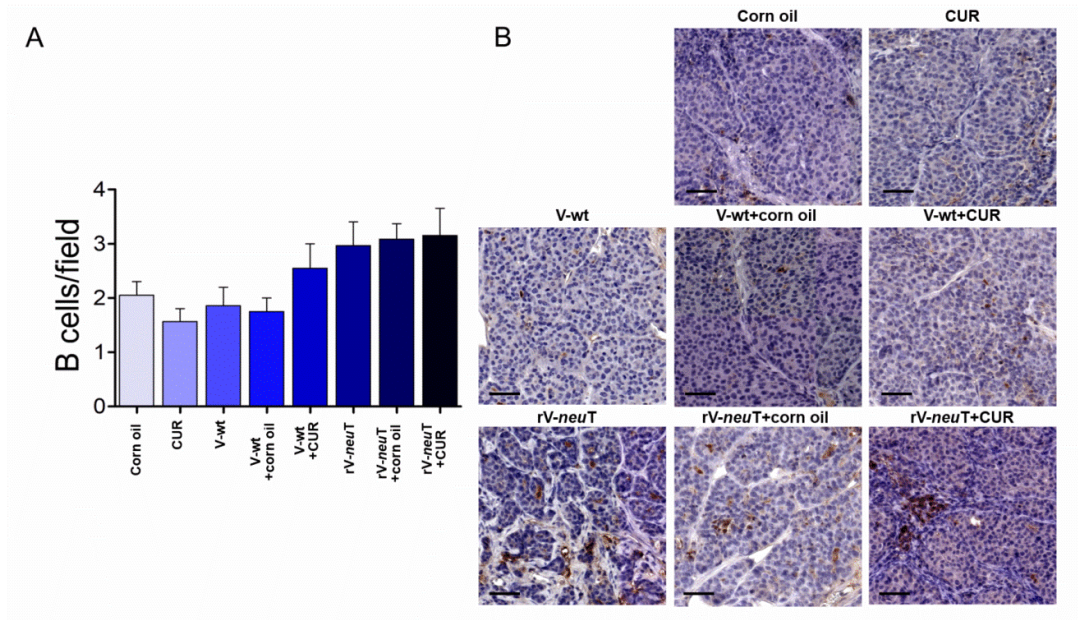 A
B
Corn oil
CUR
V-wt
V-wt+corn oil
V-wt+CUR
rV-neuT
rV-neuT+corn oil
rV-neuT+CUR
B cells/field
4
3
2
1
0
Corn oil
CUR
V-wt
V-wt
+corn oil
V-wt
+CUR
rV-neuT
rV-neuT
+corn oil
rV-neuT
+CUR